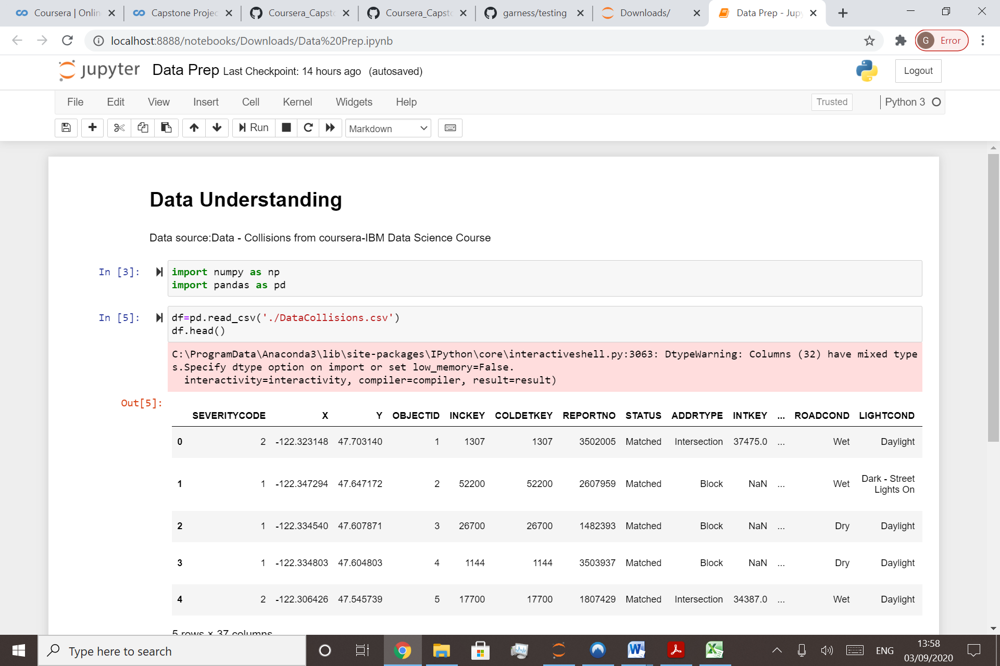 Coursera | Onlin
Capstone Projec
Coursera_Capst
Coursera_Capst
garness/testing
Downloads/
Data Prep - Jup
localhost:8888/notebooks/Downloads/Data%20Prep.ipynb
G Error
jupyter Data Prep Last Checkpoint: 14 hours ago (autosaved)
Logout
File Edit View Insert Cell Kernel Widgets Help
Trusted
Python 3
Run
Markdown
Data Understanding
Data source:Data - Collisions from coursera-IBM Data Science Course
In [3]:
import numpy as np
import pandas as pd
In [5]:
df=pd.read_csv('./DataCollisions.csv')
df.head()
C:\ProgramData\Anaconda3\lib\site-packages\IPython\core\interactiveshell.py:3063: DtypeWarning: Columns (32) have mixed type
s.Specify dtype option on import or set low_memory=False.
interactivity=interactivity, compiler=compiler, result=result)
Out[5]:
SEVERITYCODE X Y OBJECTID INCKEY COLDETKEY REPORTNO STATUS ADDRTYPE INTKEY ... ROADCOND LIGHTCOND
0 2 -122.323148 47.703140 1 1307 1307 3502005 Matched Intersection 37475.0 ... Wet Daylight
1 1 -122.347294 47.647172 2 52200 52200 2607959 Matched Block NaN ... Wet Dark - Street
Lights On
2 1 -122.334540 47.607871 3 26700 26700 1482393 Matched Block NaN ... Dry Daylight
3 1 -122.334803 47.604803 4 1144 1144 3503937 Matched Block NaN ... Dry Daylight
4 2 -122.306426 47.545739 5 17700 17700 1807429 Matched Intersection 34387.0 ... Wet Daylight
5 rows × 37 columns
Type here to search
ENG
13:58
03/09/2020